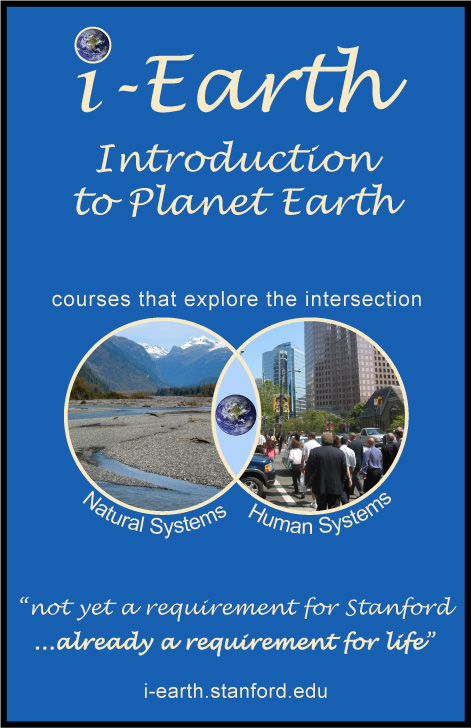 i-Earth
Introduction
to Planet Earth
courses that explore the intersection
Natural Systems
Human Systems
“not yet a requirement for Stanford
...already a requirement for life”
i-earth.stanford.edu